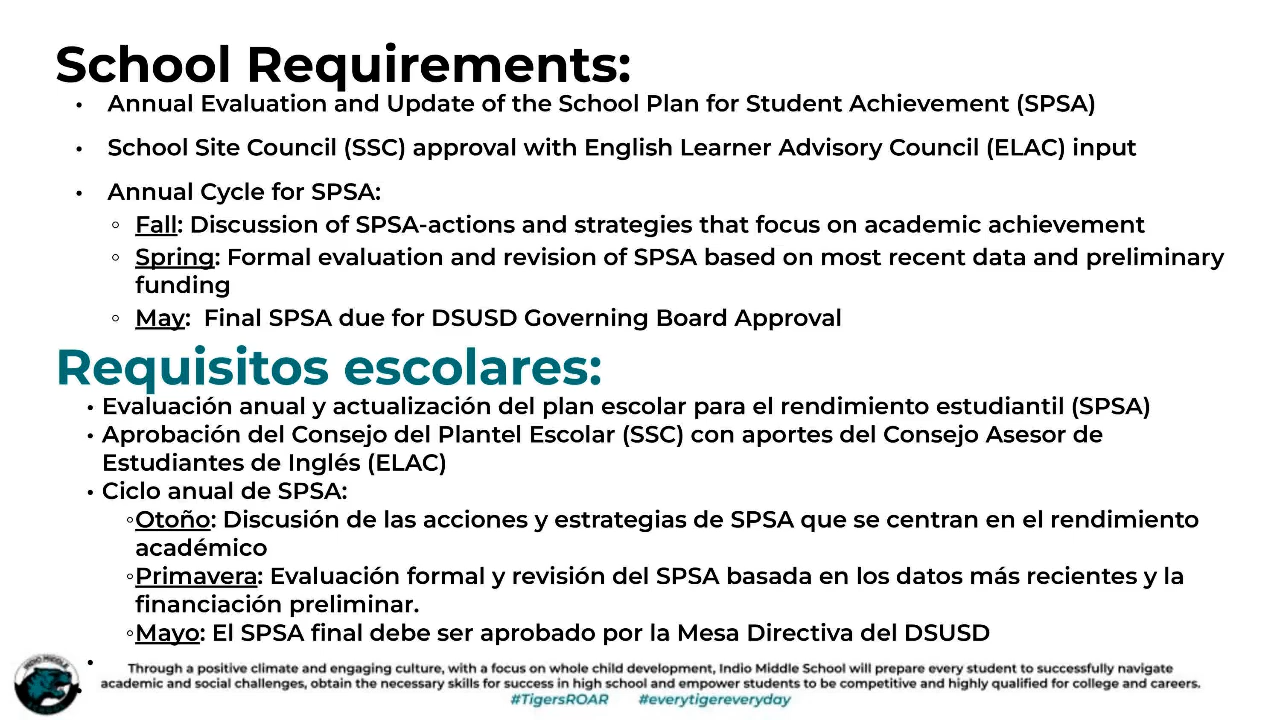 School Requirements:
• Annual Evaluation and Update of the School Plan for Student Achievement (SPSA)
• School Site Council (SSC) approval with English Learner Advisory Council (ELAC) input
• Annual Cycle for SPSA:
◦ Fall: Discussion of SPSA-actions and strategies that focus on academic achievement
◦ Spring: Formal evaluation and revision of SPSA based on most recent data and preliminary
funding
◦ May: Final SPSA due for DSUSD Governing Board Approval
Requisitos escolares:
• Evaluación anual y actualización del plan escolar para el rendimiento estudiantil (SPSA)
• Aprobación del Consejo del Plantel Escolar (SSC) con aportes del Consejo Asesor de
Estudiantes de Inglés (ELAC)
• Ciclo anual de SPSA:
◦Otoño: Discusión de las acciones y estrategias de SPSA que se centran en el rendimiento
académico
◦Primavera: Evaluación formal y revisión del SPSA basada en los datos más recientes y la
financiación preliminar.
◦Mayo: El SPSA final debe ser aprobado por la Mesa Directiva del DSUSD
•
INDIO MIDDLE
Through a positive climate and engaging culture, with a focus on whole child development, Indio Middle School will prepare every student to successfully navigate
academic and social challenges, obtain the necessary skills for success in high school and empower students to be competitive and highly qualified for college and careers.
#TigersROAR #everytigereveryday